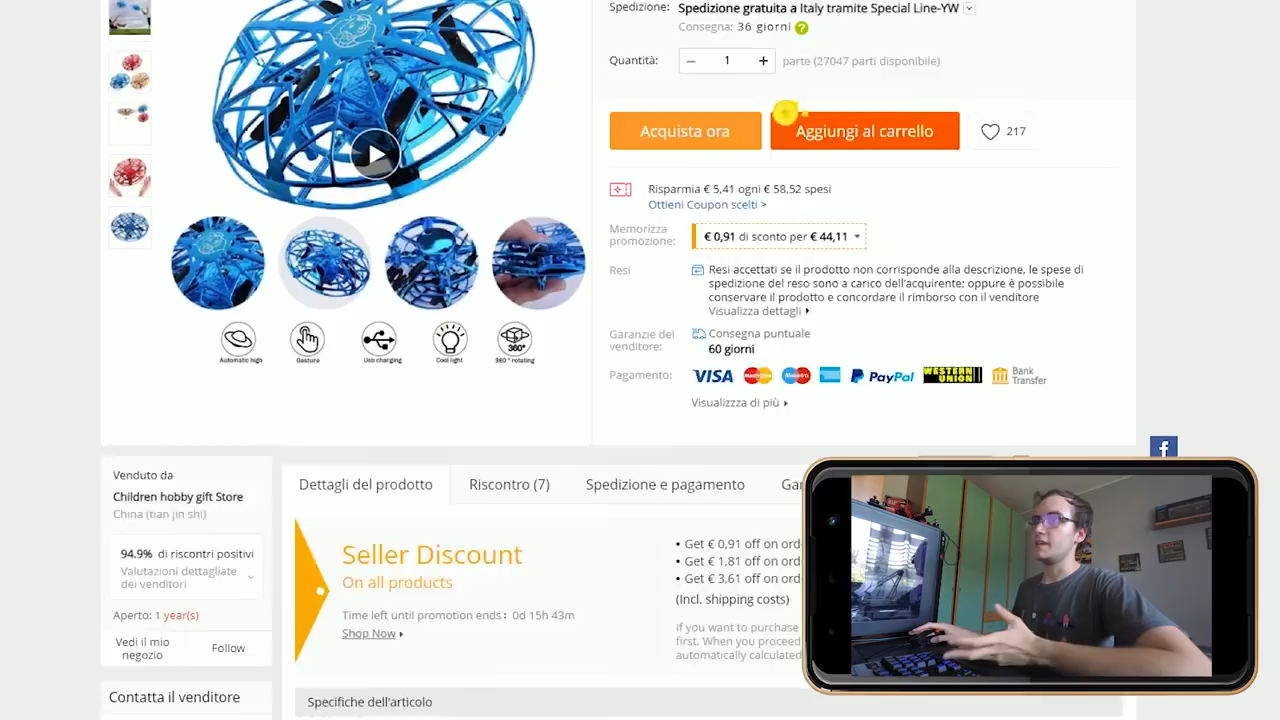 Spedizione: Spedizione gratuita a Italy tramite Special Line-YW
Consegna: 36 giorni ?
Quantità: − 1 + parte (27047 parti disponibile)
Acquista ora
Aggiungi al carrello
217
Risparmia € 5,41 ogni € 58,52 spesi
Ottieni Coupon scelti >
Memorizza
promozione:
€ 0,91 di sconto per € 44,11
Resi
Resi accettati se il prodotto non corrisponde alla descrizione, le spese di
spedizione del reso sono a carico dell'acquirente; oppure è possibile
conservare il prodotto e concordare il rimborso con il venditore
Visualizza dettagli
Garanzie del
venditore:
Consegna puntuale
60 giorni
Pagamento:
VISA MasterCard Maestro PayPal WESTERN UNION Bank Transfer
Visualizzza di più
Automatic high
Gesture
Usb charging
Cool light
360°
360° rotating
Venduto da
Children hobby gift Store
China (tian jin shi)
94.9% di riscontri positivi
Valutazioni dettagliate
dei venditori
Aperto: 1 year(s)
Vedi il mio
negozio
Follow
Contatta il venditore
Dettagli del prodotto
Riscontro (7)
Spedizione e pagamento
Gar
Seller Discount
On all products
Time left until promotion ends: 0d 15h 43m
Shop Now
• Get € 0,91 off on ord
• Get € 1,81 off on ord
• Get € 3,61 off on ord
(Incl. shipping costs)
If you want to purchase
first. When you proceed
automatically calculated
Specifiche dell'articolo
f